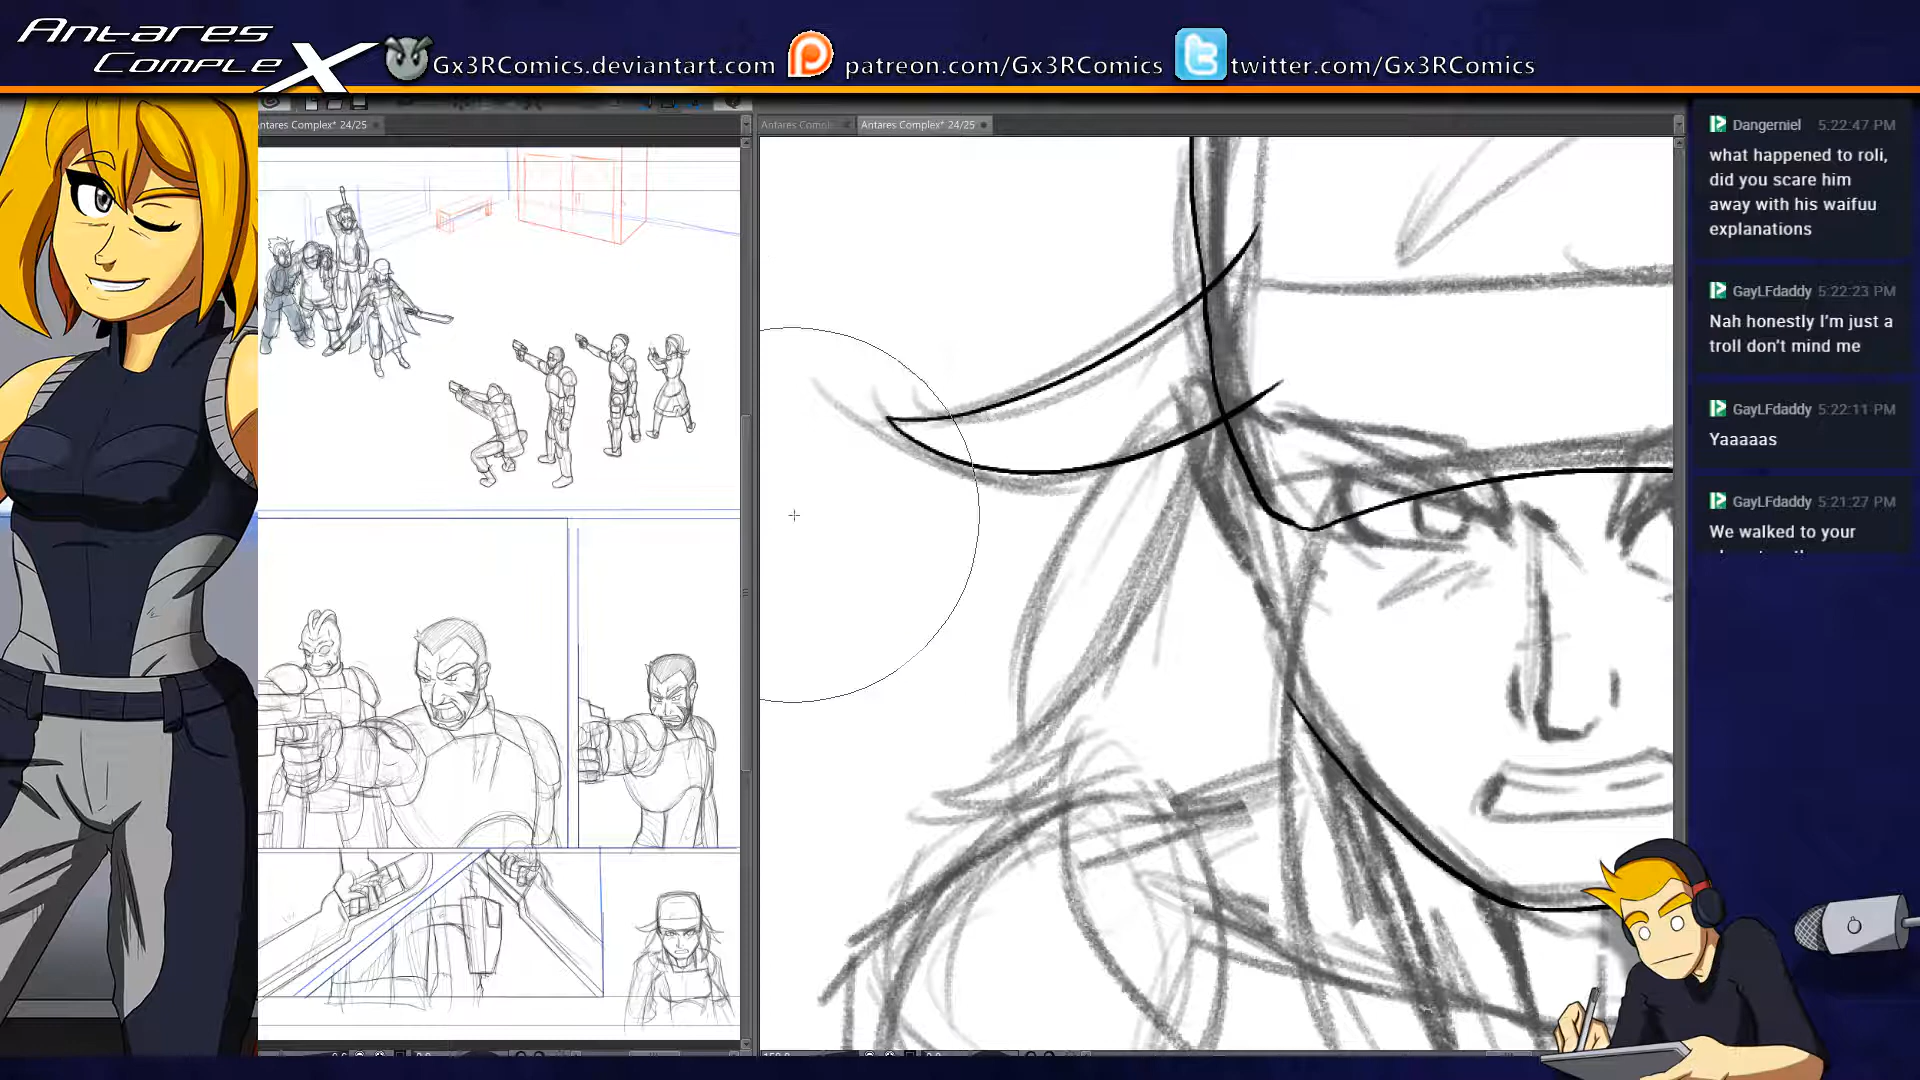 Antares
Complex
Gx3RComics.deviantart.com
patreon.com/Gx3RComics
twitter.com/Gx3RComics
ntares Complex* 24/25
Antares Compl
Antares Complex* 24/25
Dangerniel 5:22:47 PM
what happened to roli,
did you scare him
away with his waifuu
explanations
GayLFdaddy 5:22:23 PM
Nah honestly I'm just a
troll don't mind me
GayLFdaddy 5:22:11 PM
Yaaaaas
GayLFdaddy 5:21:27 PM
We walked to your